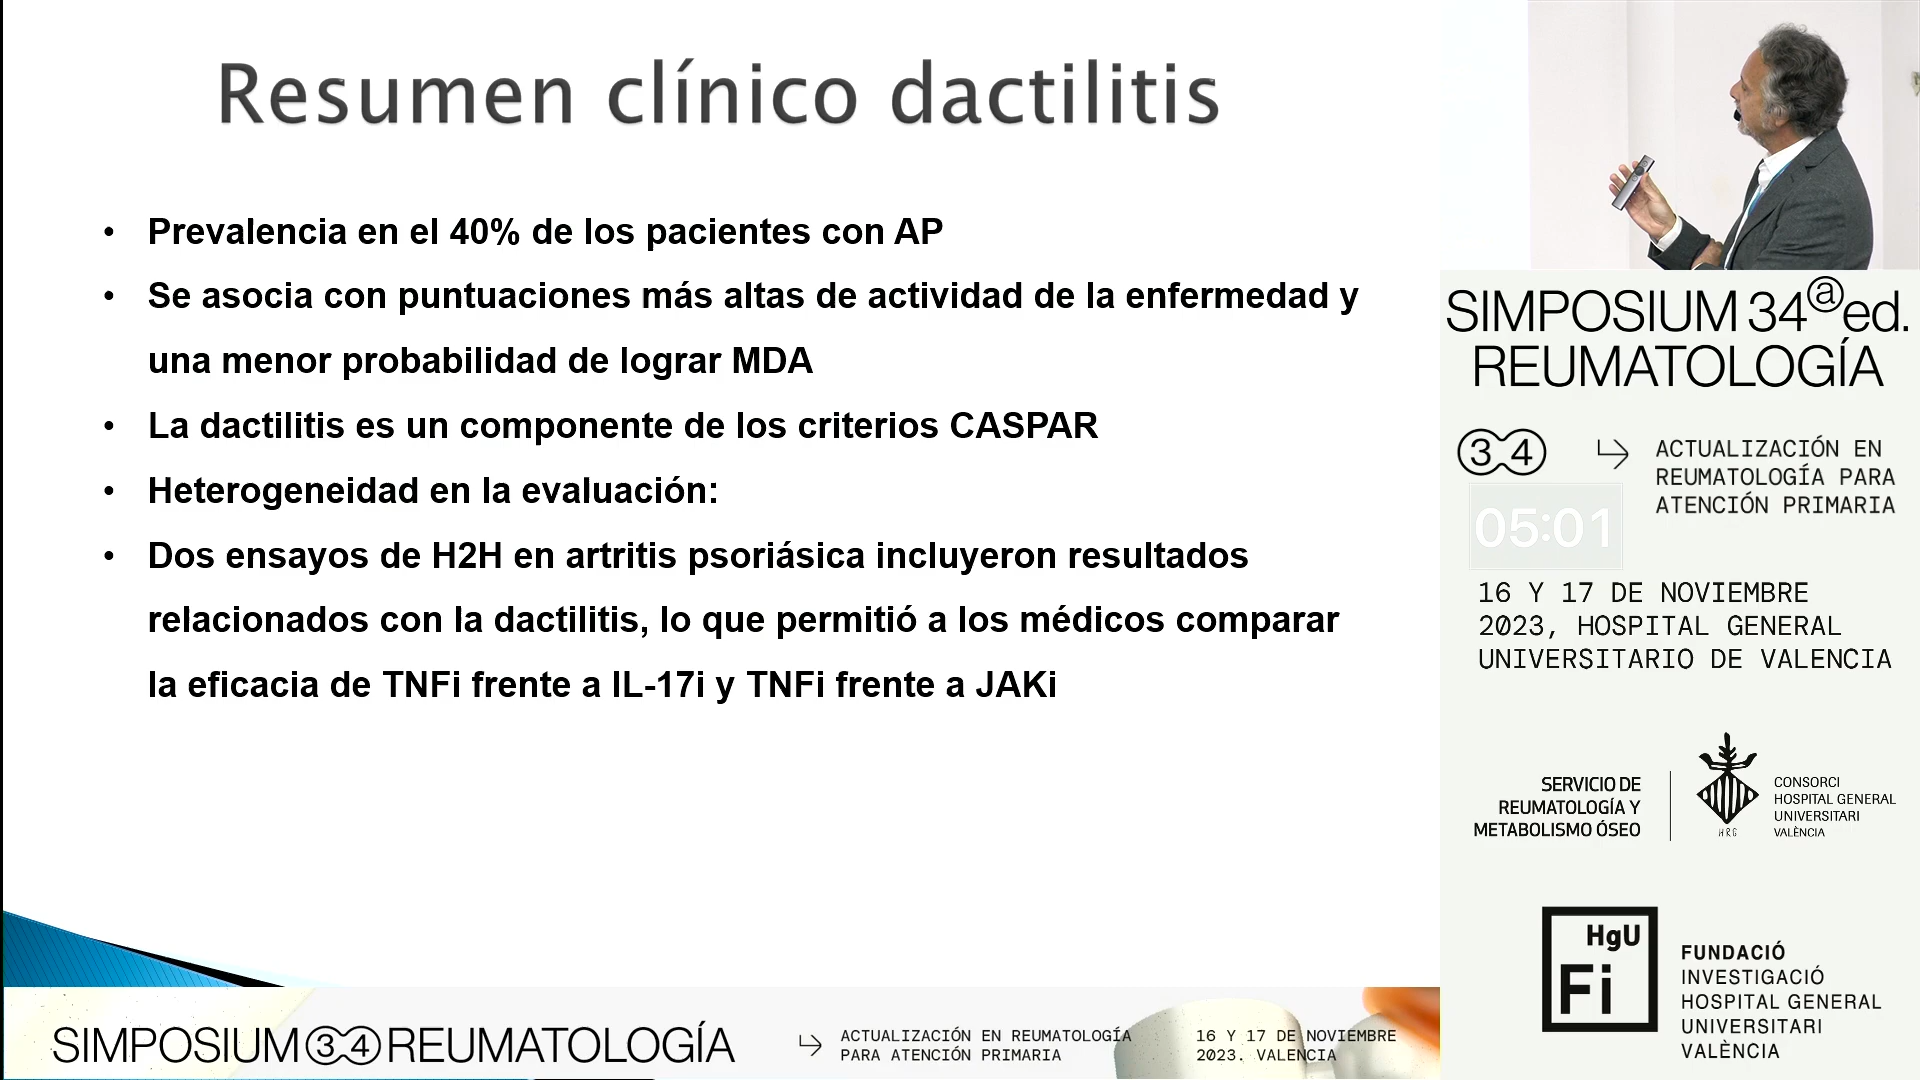 Resumen clínico dactilitis
• Prevalencia en el 40% de los pacientes con AP
• Se asocia con puntuaciones más altas de actividad de la enfermedad y
una menor probabilidad de lograr MDA
• La dactilitis es un componente de los criterios CASPAR
• Heterogeneidad en la evaluación:
• Dos ensayos de H2H en artritis psoriásica incluyeron resultados
relacionados con la dactilitis, lo que permitió a los médicos comparar
la eficacia de TNFi frente a IL-17i y TNFi frente a JAKi
SIMPOSIUM 34 REUMATOLOGÍA
ACTUALIZACIÓN EN REUMATOLOGÍA
PARA ATENCIÓN PRIMARIA
16 Y 17 DE NOVIEMBRE
2023. VALENCIA
SIMPOSIUM 34ⓐed.
REUMATOLOGÍA
34
ACTUALIZACIÓN EN
REUMATOLOGÍA PARA
ATENCIÓN PRIMARIA
05:01
16 Y 17 DE NOVIEMBRE
2023, HOSPITAL GENERAL
UNIVERSITARIO DE VALENCIA
SERVICIO DE
REUMATOLOGÍA Y
METABOLISMO ÓSEO
HRG
CONSORCI
HOSPITAL GENERAL
UNIVERSITARI
VALÈNCIA
HgU
Fi
FUNDACIÓ
INVESTIGACIÓ
HOSPITAL GENERAL
UNIVERSITARI
VALÈNCIA